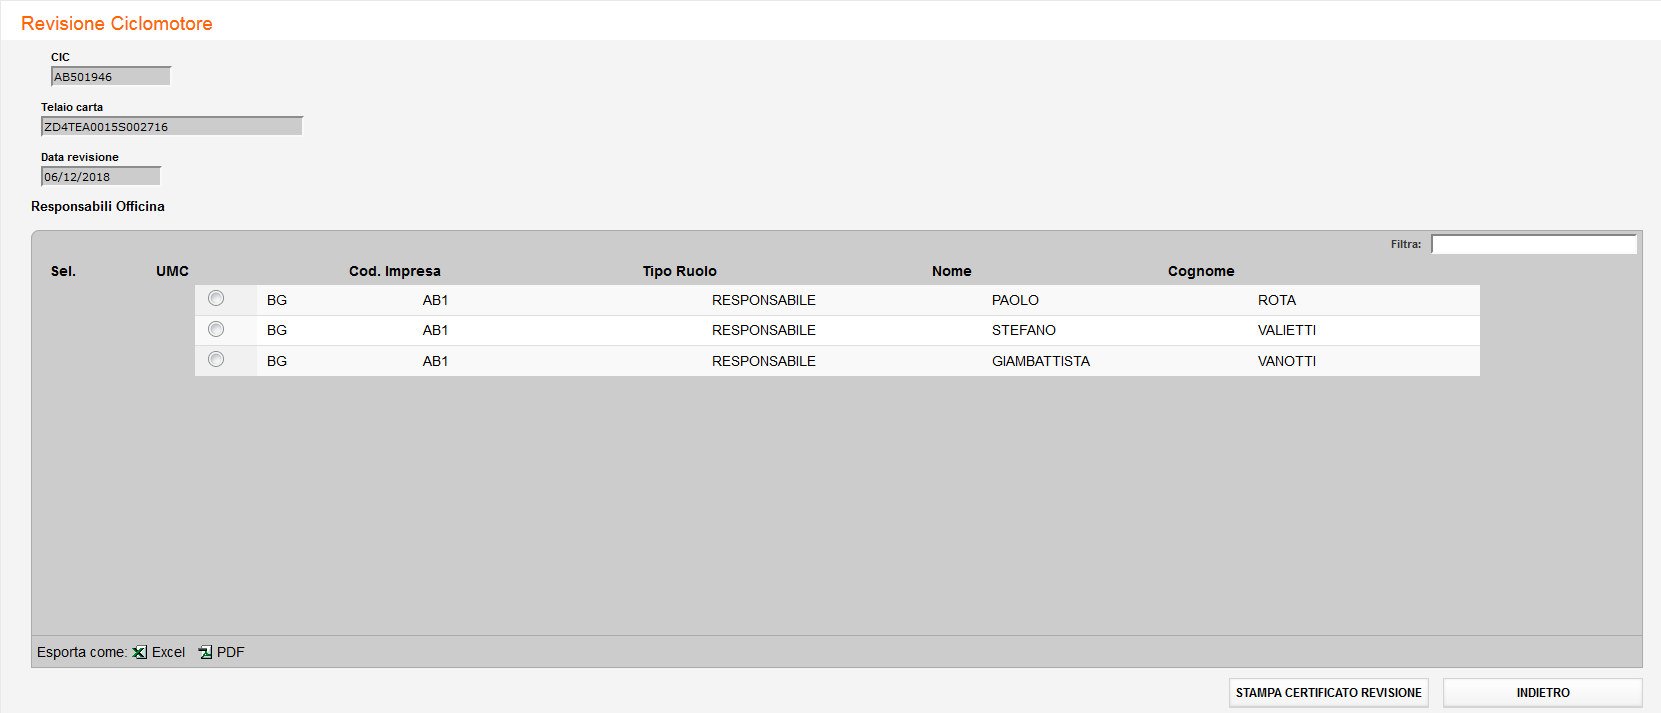 Revisione Ciclomotore
CIC
AB501946
Telaio carta
ZD4TEA0015S002716
Data revisione
06/12/2018
Responsabili Officina
Filtra:
Sel. UMC Cod. Impresa Tipo Ruolo Nome Cognome
BG AB1 RESPONSABILE PAOLO ROTA
BG AB1 RESPONSABILE STEFANO VALIETTI
BG AB1 RESPONSABILE GIAMBATTISTA VANOTTI
Esporta come: Excel PDF
STAMPA CERTIFICATO REVISIONE INDIETRO